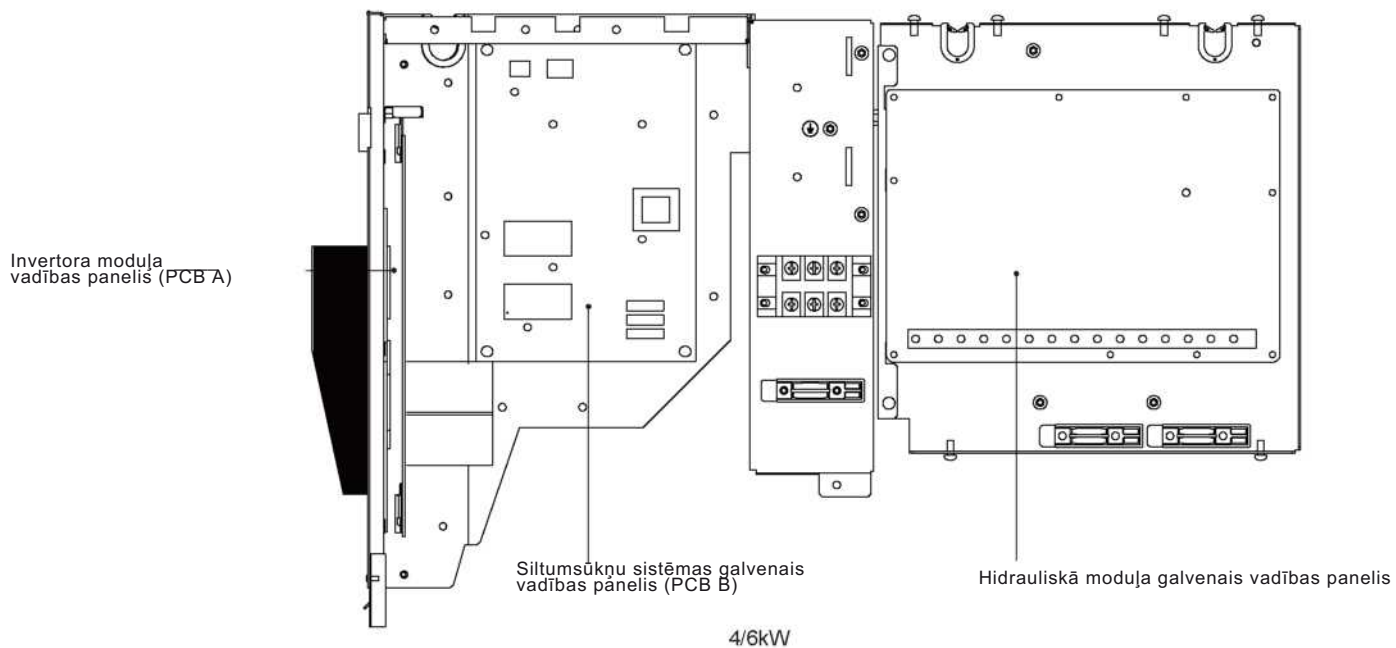 Invertora moduļa
vadības panelis (PCB A)
Siltumsūkņu sistēmas galvenais
vadības panelis (PCB B)
Hidrauliskā moduļa galvenais vadības panelis
4/6kW